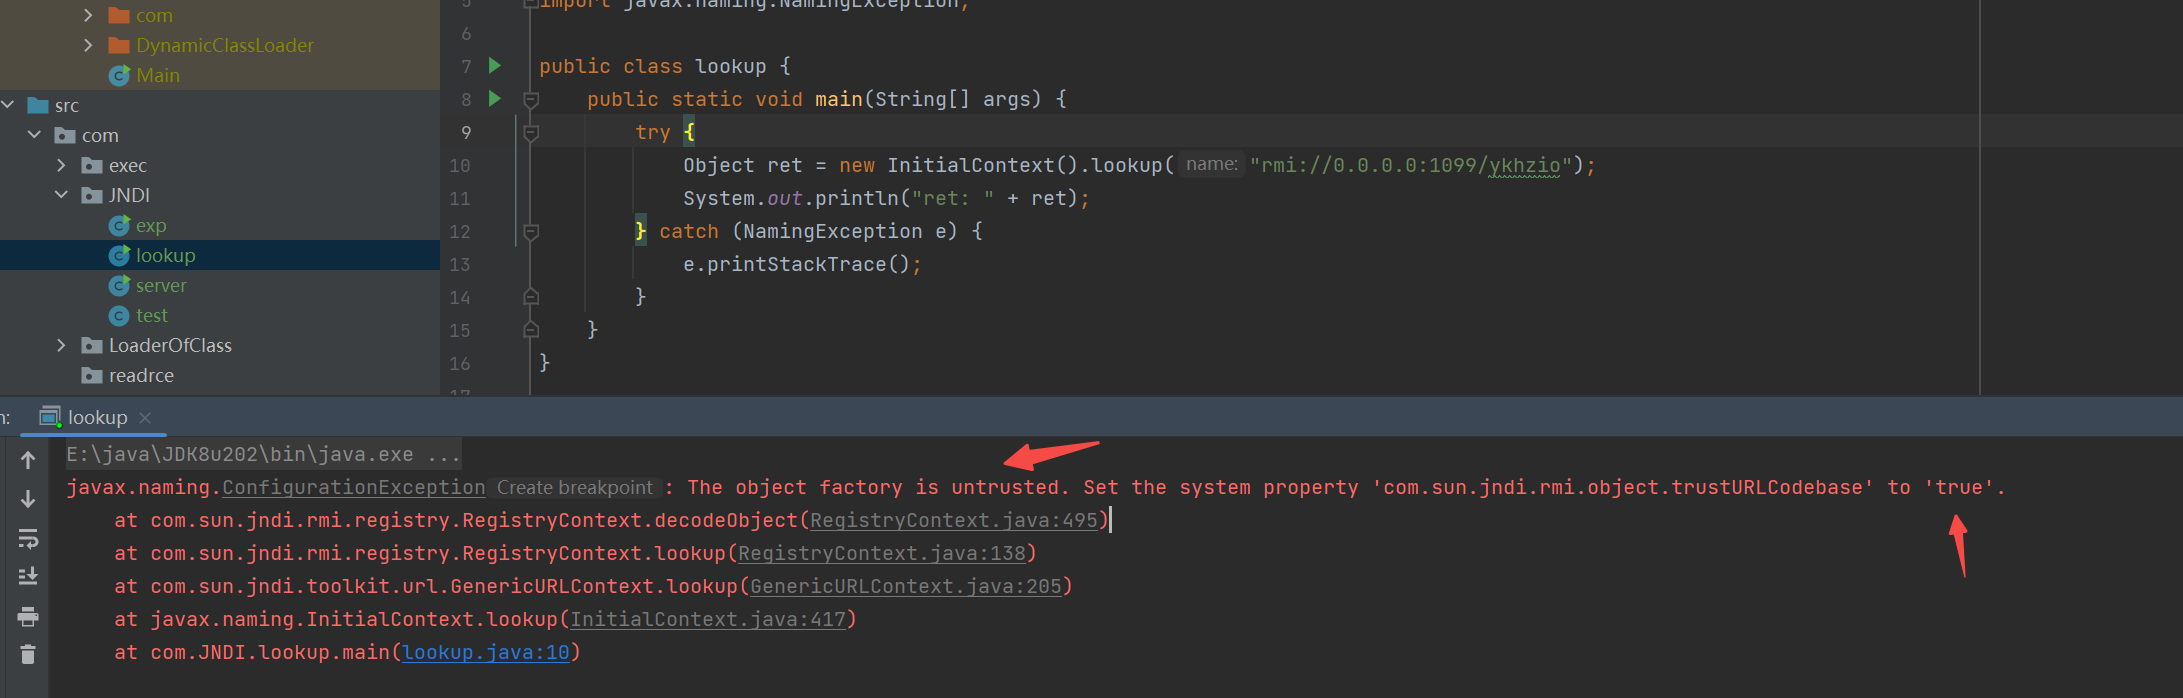 com
DynamicClassLoader
Main
src
com
exec
JNDI
exp
lookup
server
test
LoaderOfClass
readrce
5 import javax.naming.NamingException;
6
7 public class lookup {
8 public static void main(String[] args) {
9 try {
10 Object ret = new InitialContext().lookup( name: "rmi://0.0.0.0:1099/ykhzio");
11 System.out.println("ret: " + ret);
12 } catch (NamingException e) {
13 e.printStackTrace();
14 }
15 }
16 }
17
n: lookup
E:\java\JDK8u202\bin\java.exe ...
javax.naming.ConfigurationException Create breakpoint : The object factory is untrusted. Set the system property 'com.sun.jndi.rmi.object.trustURLCodebase' to 'true'.
at com.sun.jndi.rmi.registry.RegistryContext.decodeObject(RegistryContext.java:495)
at com.sun.jndi.rmi.registry.RegistryContext.lookup(RegistryContext.java:138)
at com.sun.jndi.toolkit.url.GenericURLContext.lookup(GenericURLContext.java:205)
at javax.naming.InitialContext.lookup(InitialContext.java:417)
at com.JNDI.lookup.main(lookup.java:10)